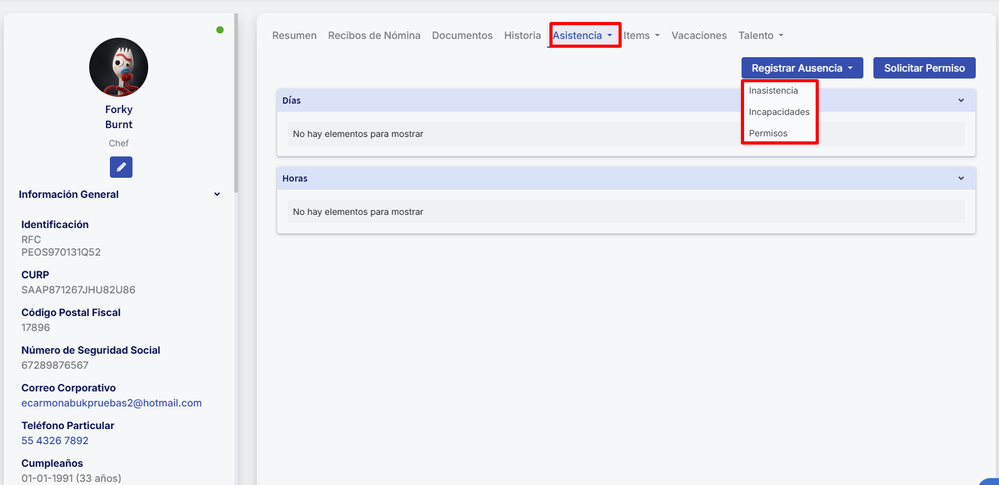 Forky
Burnt
Chef
Información General
Identificación
RFC
PEOS970131Q52
CURP
SAAP871267JHU82U86
Código Postal Fiscal
17896
Número de Seguridad Social
67289876567
Correo Corporativo
ecarmonabukpruebas2@hotmail.com
Teléfono Particular
55 4326 7892
Cumpleaños
01-01-1991 (33 años)
Resumen Recibos de Nómina Documentos Historia Asistencia Items Vacaciones Talento
Registrar Ausencia Solicitar Permiso
Inasistencia
Incapacidades
Permisos
Días
No hay elementos para mostrar
Horas
No hay elementos para mostrar